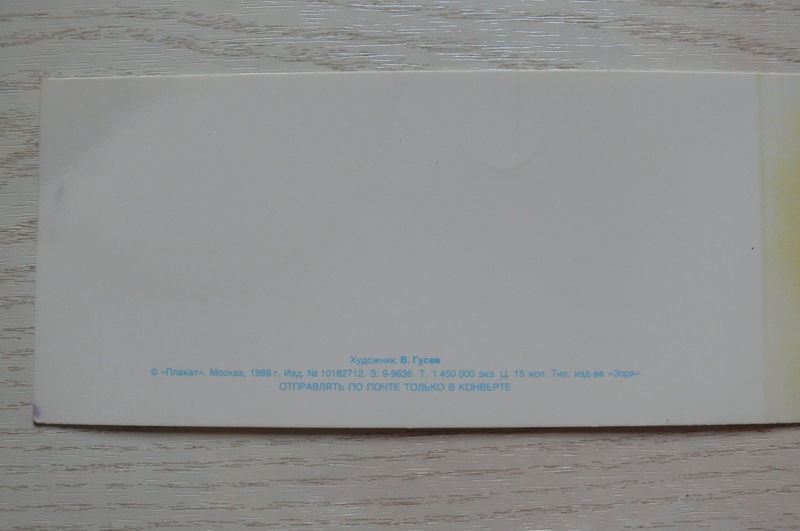 Художник В. Гусев
© «Плакат». Москва, 1989 г. Изд. № 10182712. З. 9-9636. Т. 1 450 000 экз. Ц. 15 коп. Тип. изд-ва «Зоря».
ОТПРАВЛЯТЬ ПО ПОЧТЕ ТОЛЬКО В КОНВЕРТЕ